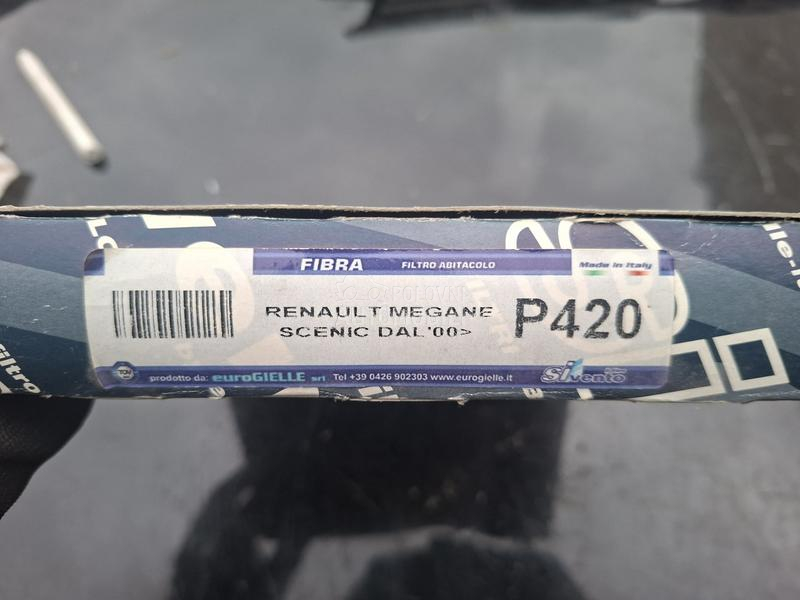 FIBRA FILTRO ABITACOLO Made in Italy
RENAULT MEGANE
SCENIC DAL'00>
P420
prodotto da: euroGIELLE srl Tel +39 0426 902303 www.eurogielle.it
Sivento
Filtro